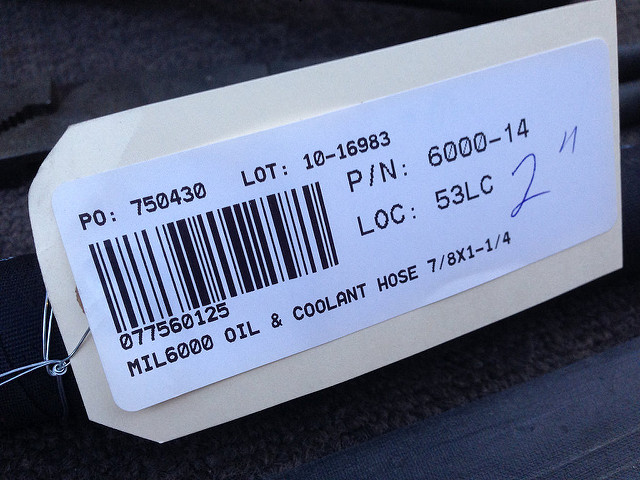 PO: 750430 LOT: 10-16983
P/N: 6000-14
LOC: 53LC 2"
077560125
MIL6000 OIL & COOLANT HOSE 7/8X1-1/4